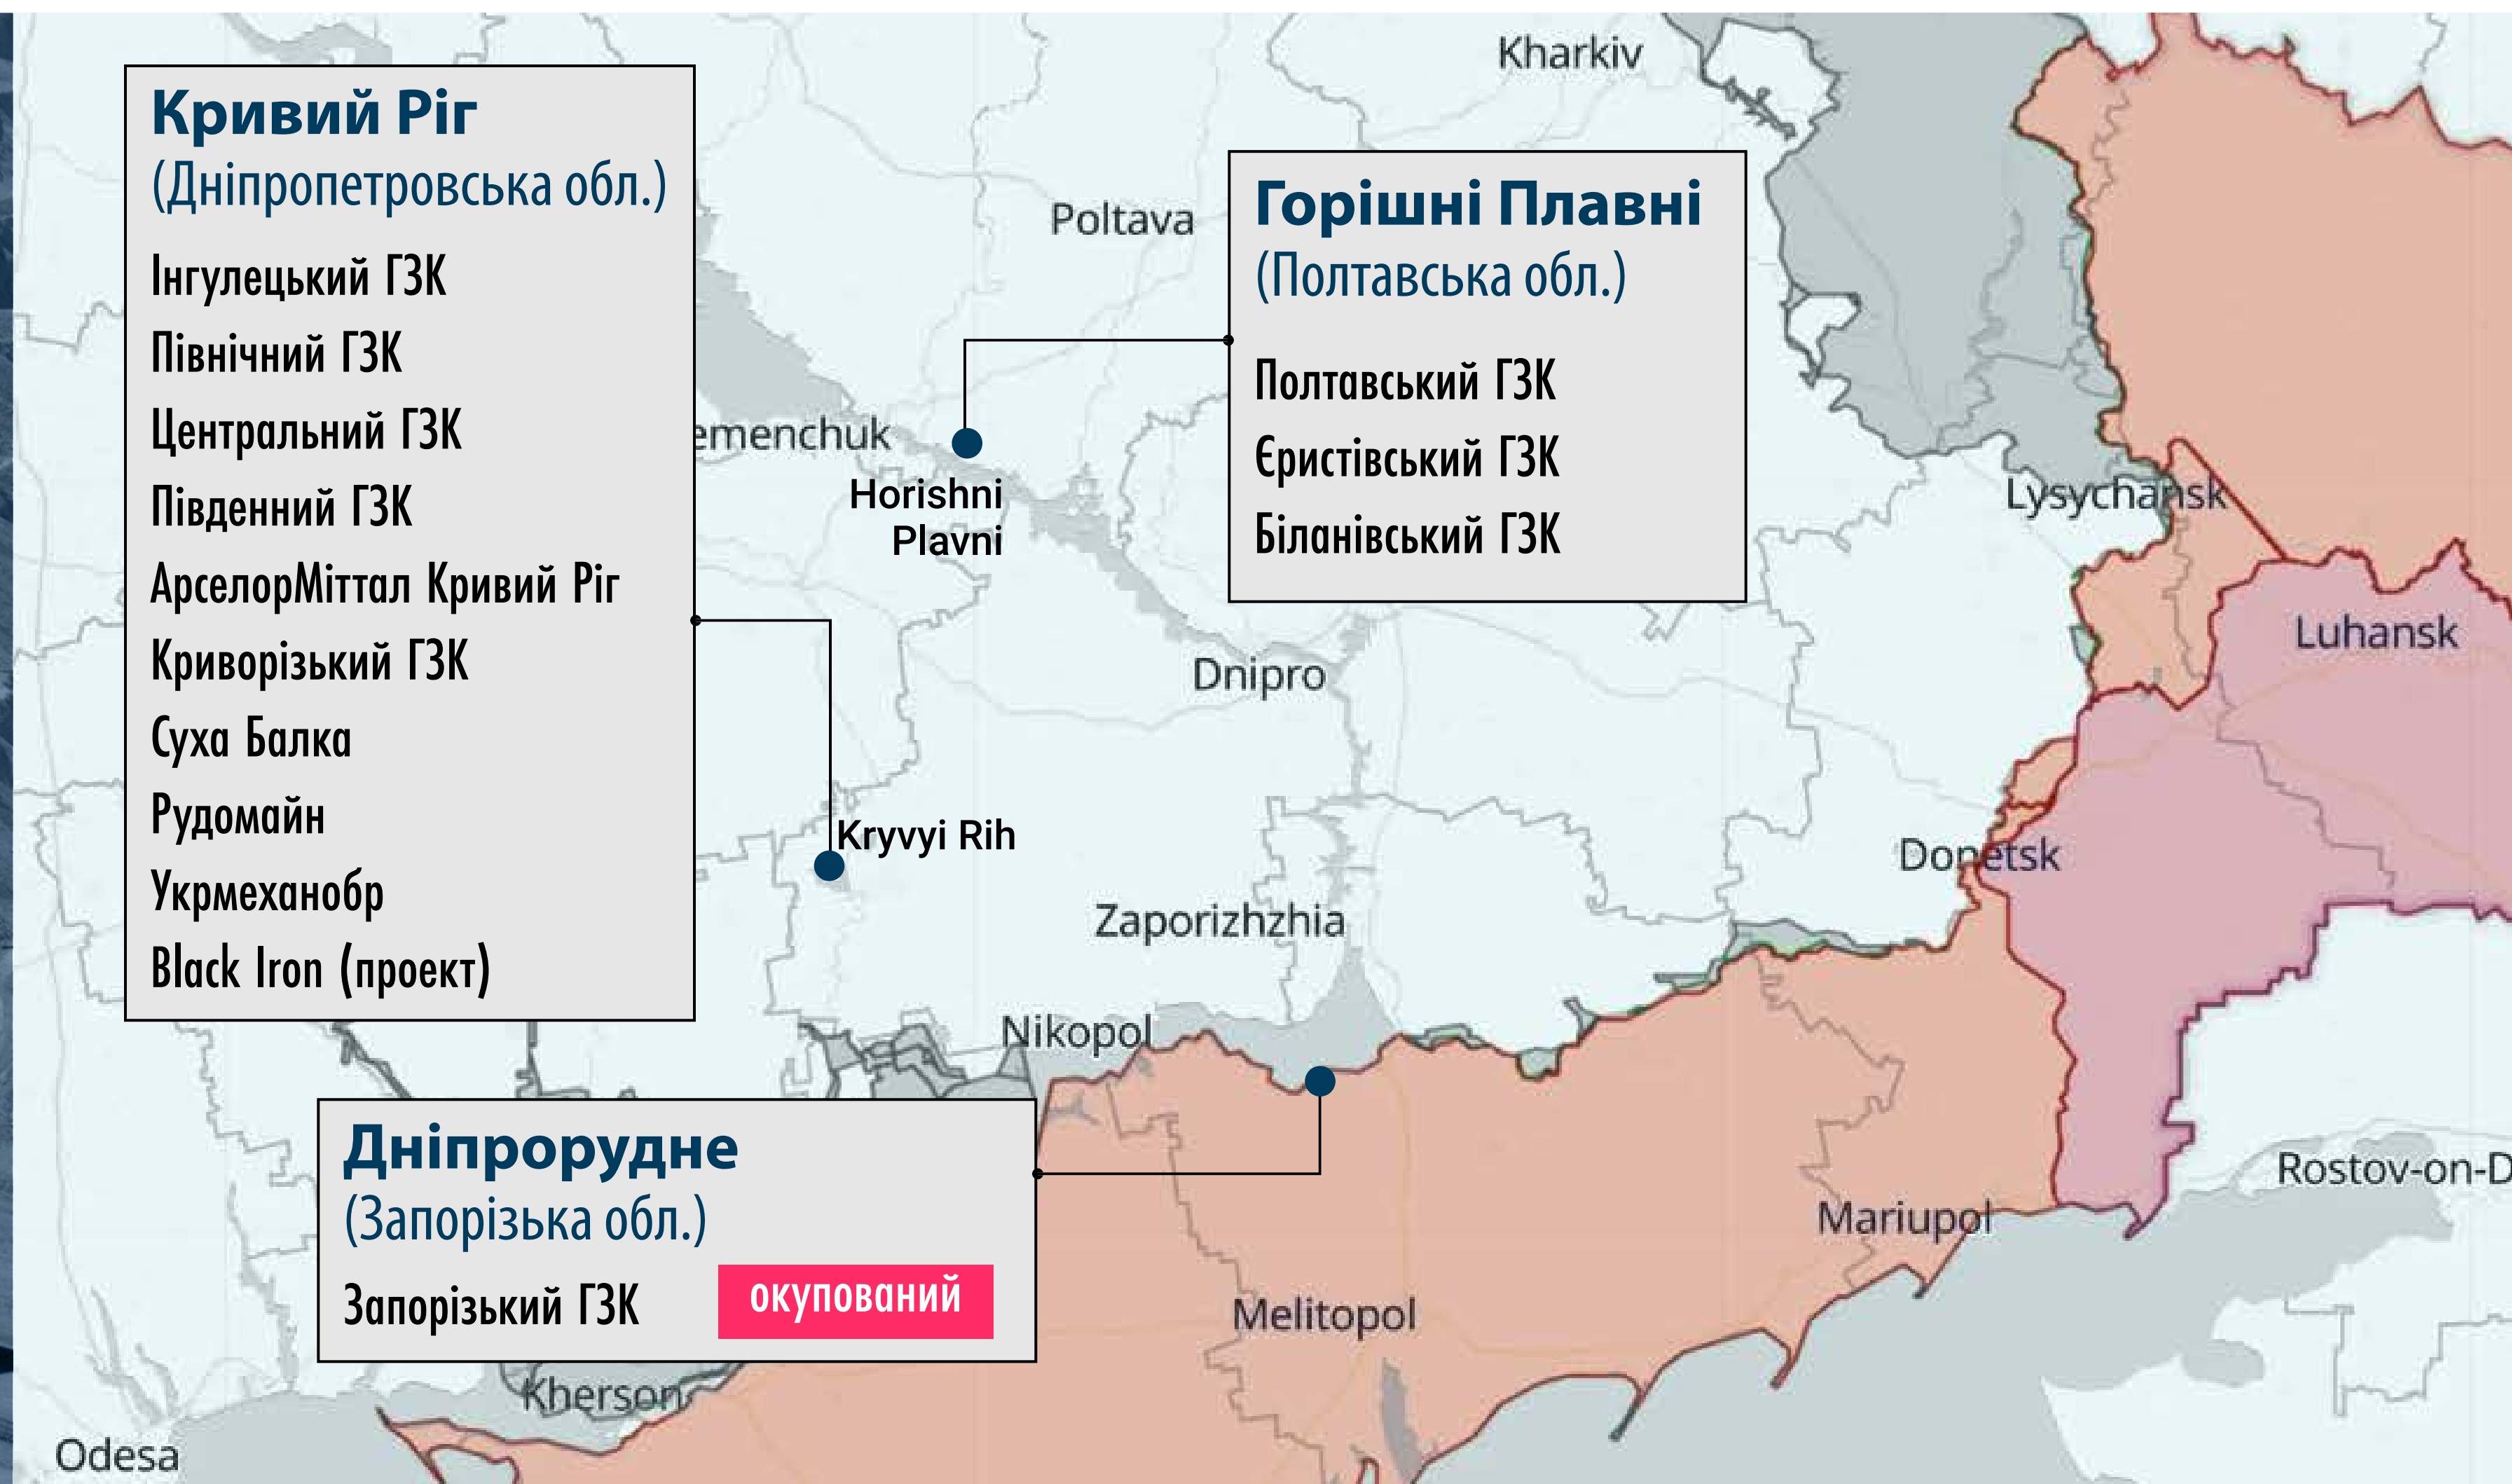 Кривий Ріг
(Дніпропетровська обл.)
Інгулецький ГЗК
Північний ГЗК
Центральний ГЗК
Південний ГЗК
АрселорМіттал Кривий Ріг
Криворізький ГЗК
Суха Балка
Рудомайн
Укрмеханобр
Black Iron (проект)
Горішні Плавні
(Полтавська обл.)
Полтавський ГЗК
Єристівський ГЗК
Біланівський ГЗК
Дніпрорудне
(Запорізька обл.)
Запорізький ГЗК
окупований
Kharkiv
Poltava
emenchuk
Horishni
Plavni
Lysychansk
Luhansk
Dnipro
Kryvyi Rih
Donetsk
Zaporizhzhia
Nikopol
Rostov-on-D
Mariupol
Melitopol
Kherson
Odesa